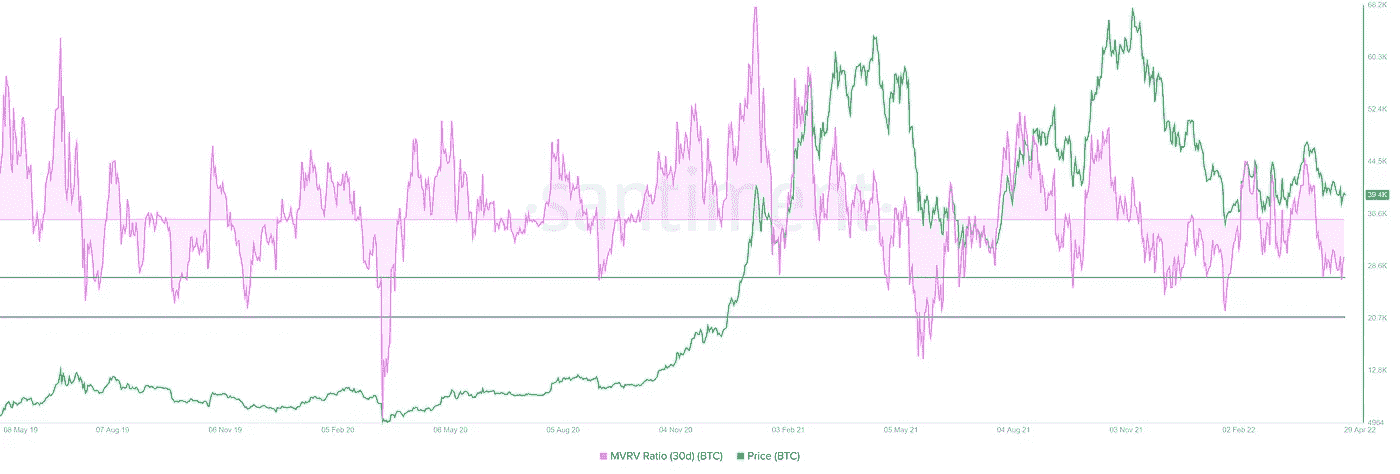 ·santiment·
68.2K
60.3K
52.4K
44.5K
39.4K
36.6K
28.6K
20.7K
12.8K
4964
08 May 19 07 Aug 19 06 Nov 19 05 Feb 20 06 May 20 05 Aug 20 04 Nov 20 03 Feb 21 05 May 21 04 Aug 21 03 Nov 21 02 Feb 22 29 Apr 22
MVRV Ratio (30d) (BTC) Price (BTC)